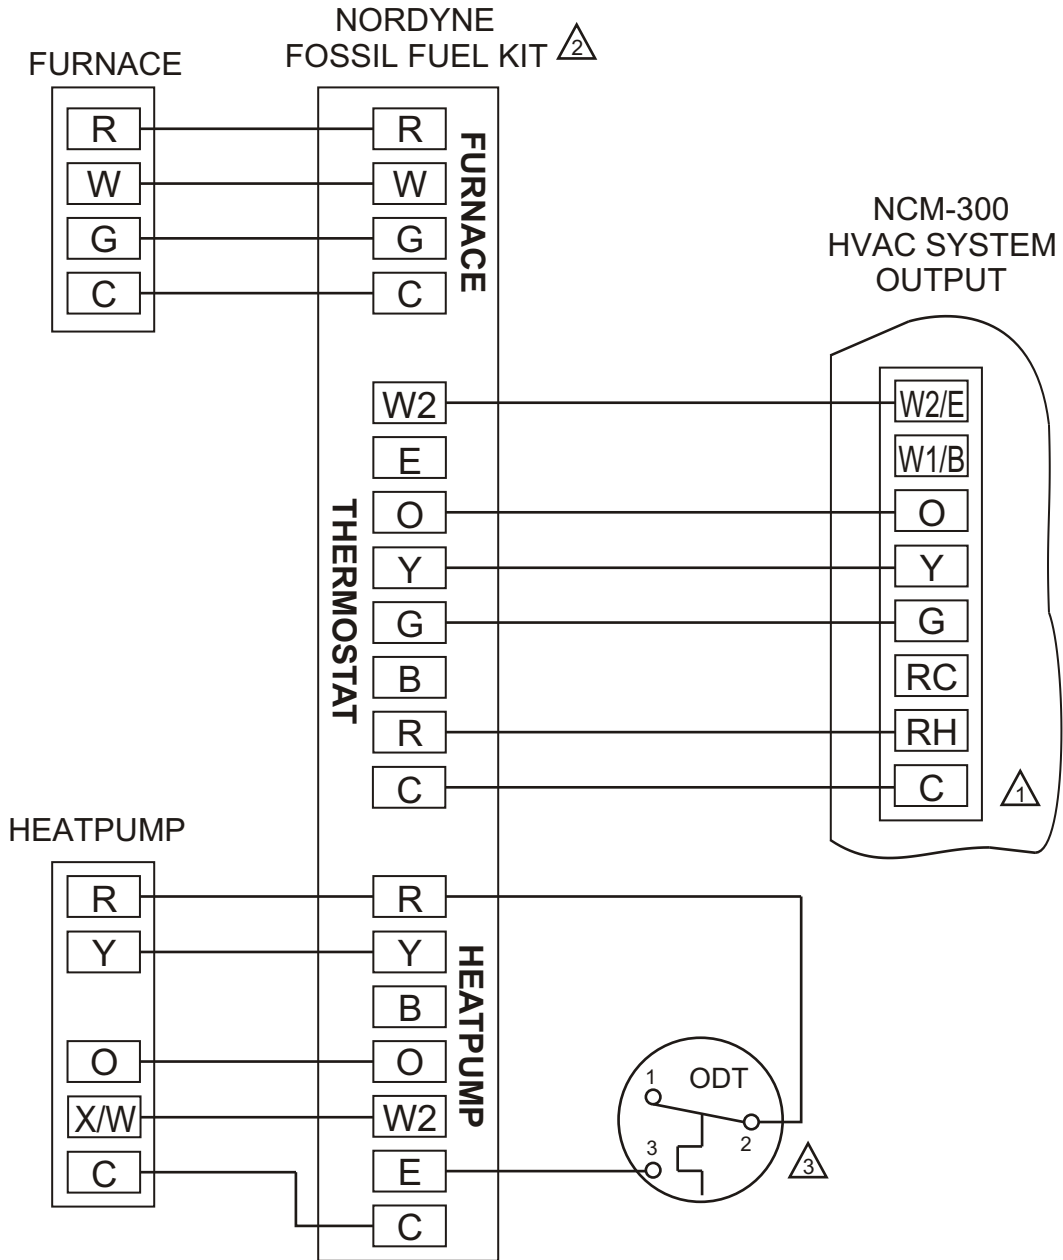 NORDYNE
FOSSIL FUEL KIT 2
FURNACE
R
W
G
C
R
W
G
C
FURNACE
W2
E
O
Y
G
B
R
C
THERMOSTAT
NCM-300
HVAC SYSTEM
OUTPUT
W2/E
W1/B
O
Y
G
RC
RH
C
1
HEATPUMP
R
Y
O
X/W
C
R
Y
B
O
W2
E
C
HEATPUMP
ODT
1
2
3
3